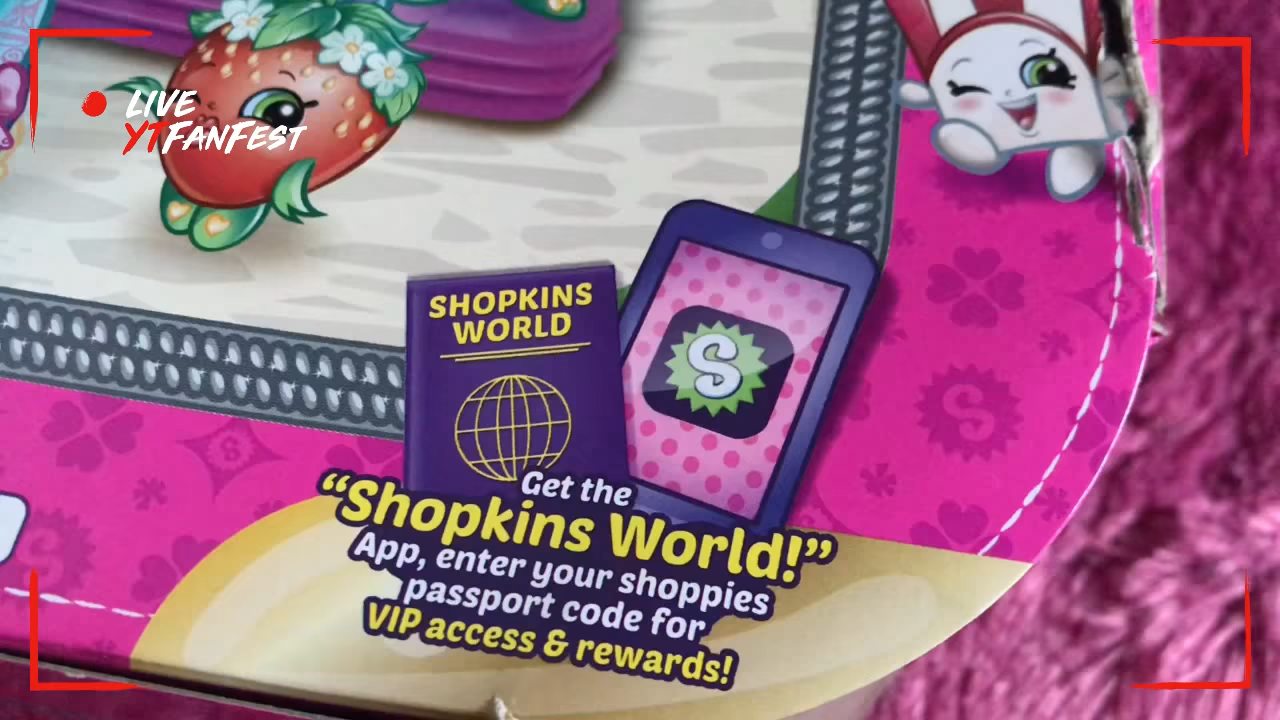 LIVE
YTFANFEST
SHOPKINS
WORLD
S
S
S
Get the
“Shopkins World!”
App, enter your shoppies
passport code for
VIP access & rewards!